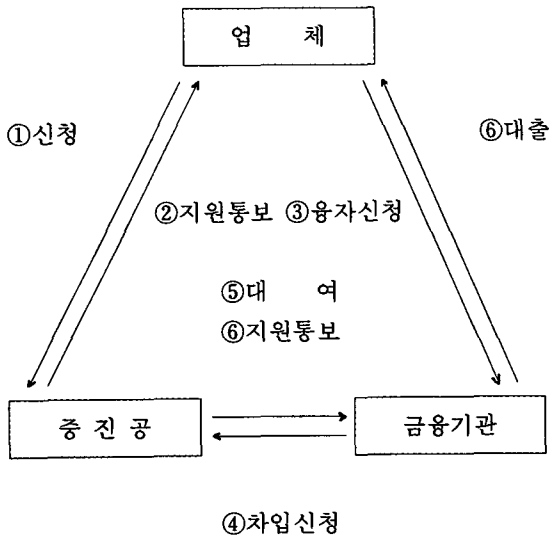 업 체
①신청
⑥대출
②지원통보 ③융자신청
⑤대 여
⑥지원통보
중 진 공
금융기관
④차입신청